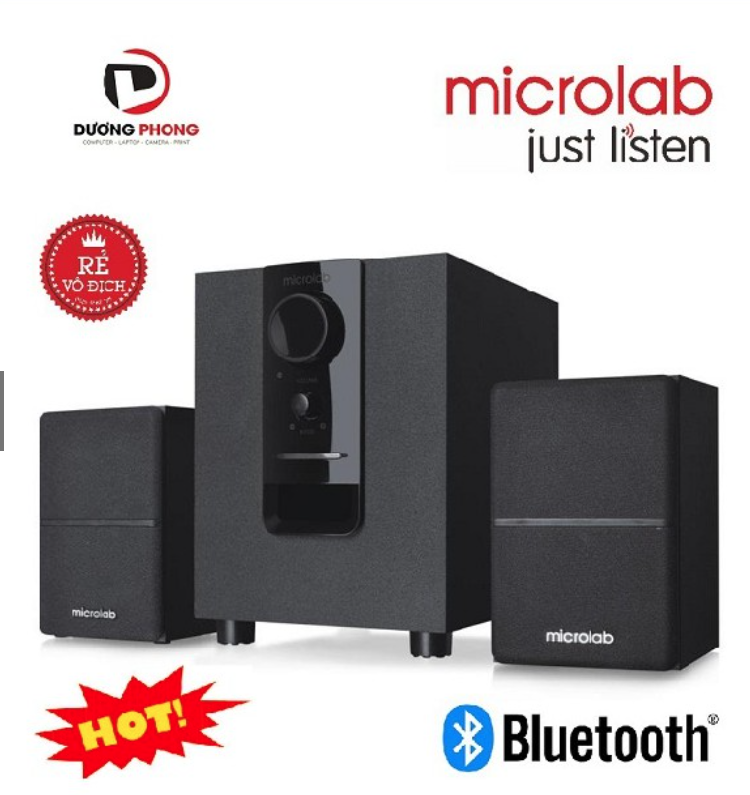 DƯƠNG PHONG
COMPUTER - LAPTOP - CAMERA - PRINT
microlab
just listen
RẺ
VÔ ĐỊCH
microlab
microlab
microlab
HOT!
Bluetooth®